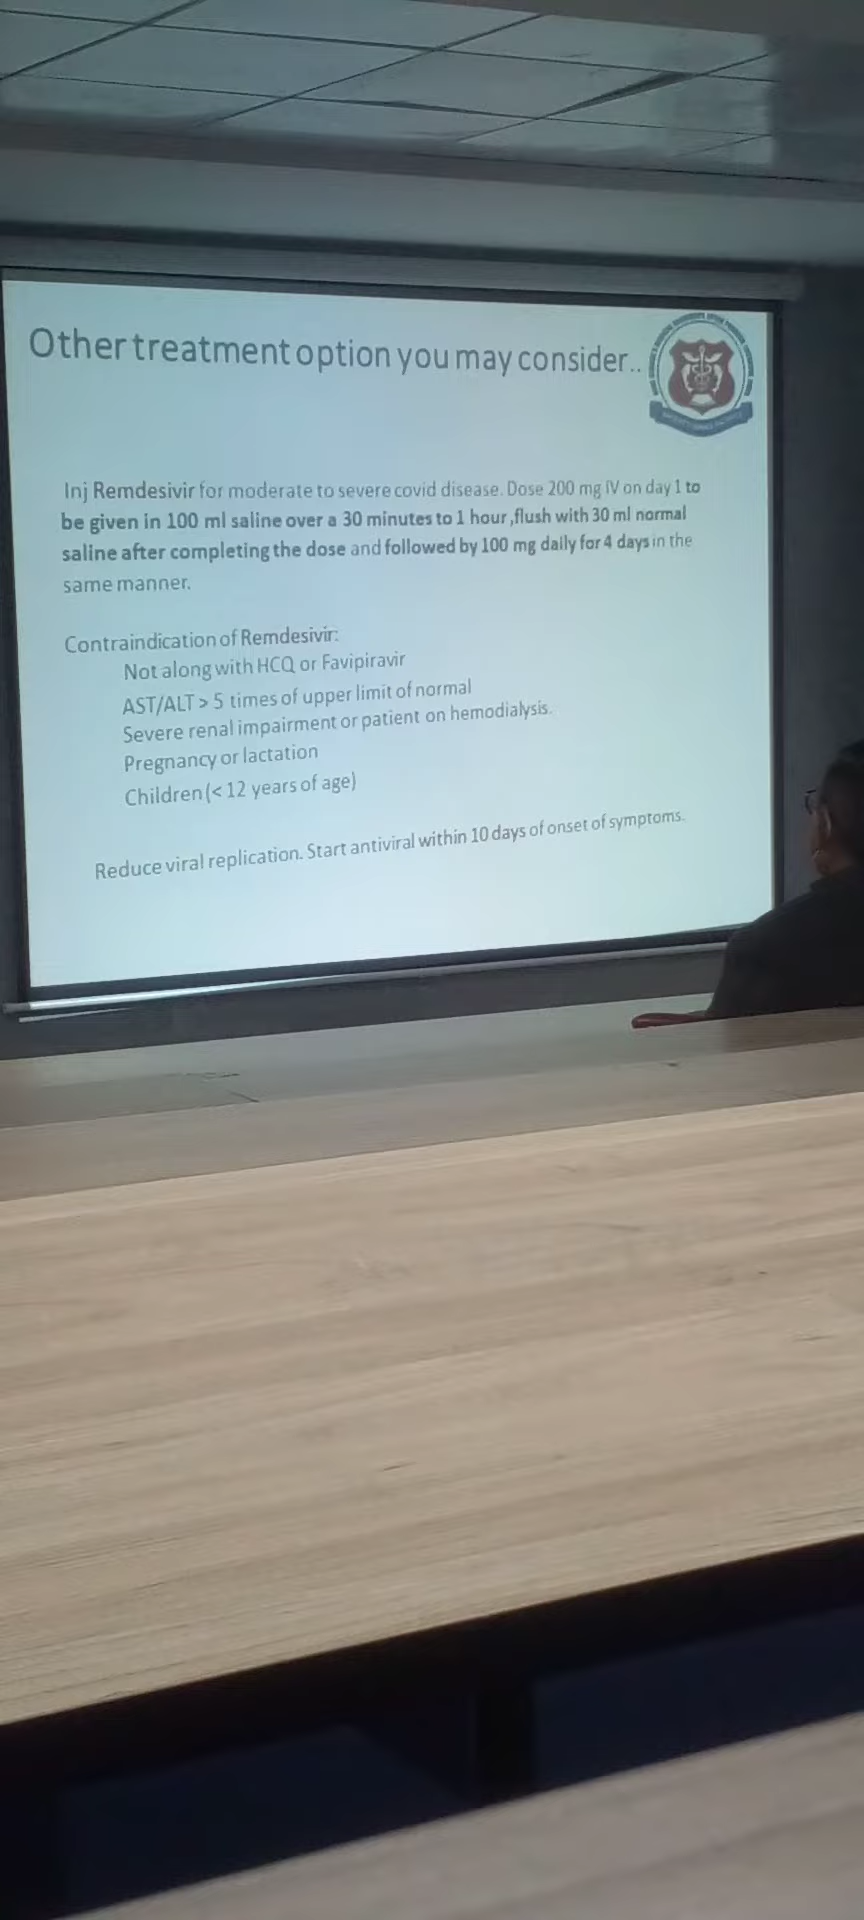 Other treatment option you may consider..
Inj Remdesivir for moderate to severe covid disease. Dose 200 mg IV on day 1 to
be given in 100 ml saline over a 30 minutes to 1 hour ,flush with 30 ml normal
saline after completing the dose and followed by 100 mg daily for 4 days in the
same manner.
Contraindication of Remdesivir:
Not along with HCQ or Favipiravir
AST/ALT > 5 times of upper limit of normal
Severe renal impairment or patient on hemodialysis.
Pregnancy or lactation
Children (< 12 years of age)
Reduce viral replication. Start antiviral within 10 days of onset of symptoms.